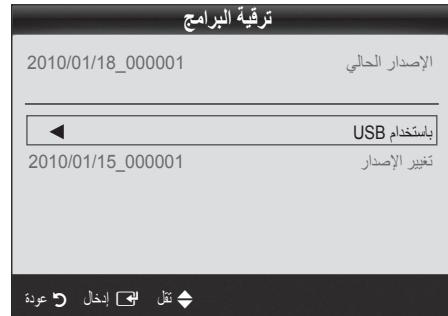 ترقية البرامج
الإصدار الحالي 2010/01/18_000001
باستخدام USB ◀
تغيير الإصدار 2010/01/15_000001
تنقل إدخال عودة